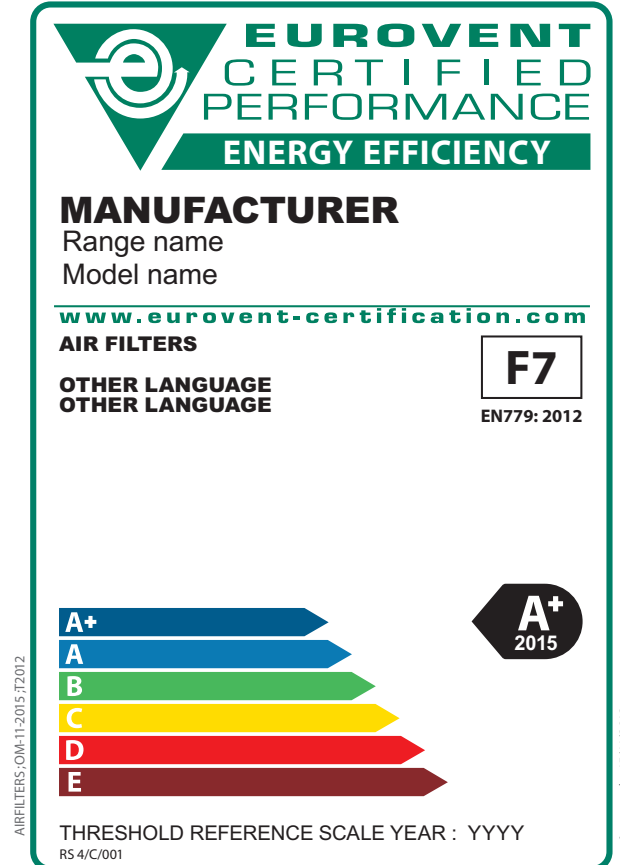 EUROVENT
CERTIFIED
PERFORMANCE
ENERGY EFFICIENCY
MANUFACTURER
Range name
Model name
www.eurovent-certification.com
AIR FILTERS
F7
OTHER LANGUAGE
OTHER LANGUAGE
EN779: 2012
A+
A+
2015
A
B
C
D
E
THRESHOLD REFERENCE SCALE YEAR : YYYY
RS 4/C/001
AIRFILTERS;OM-11-2015;T2012